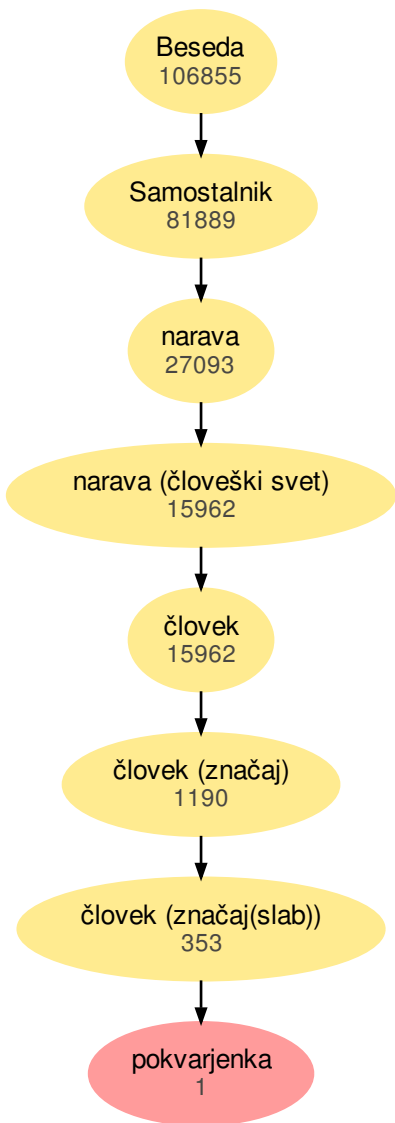 Beseda
106855
Samostalnik
81889
narava
27093
narava (človeški svet)
15962
človek
15962
človek (značaj)
1190
človek (značaj(slab))
353
pokvarjenka
1